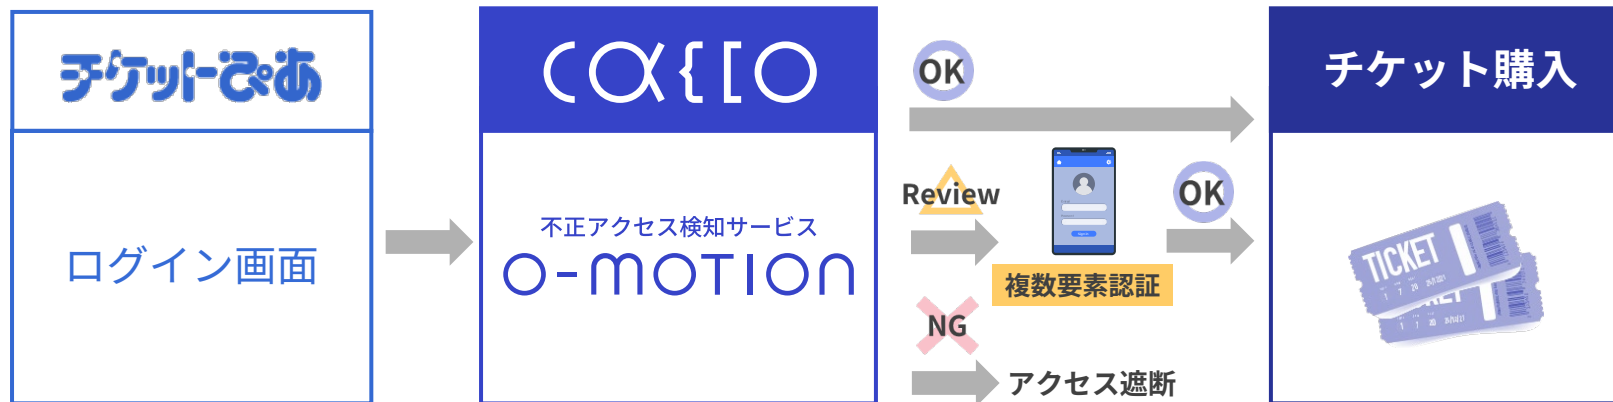 チケットぴあ
ログイン画面
cacco
不正アクセス検知サービス
O-MOTION
OK
Review
OK
複数要素認証
NG
アクセス遮断
チケット購入
TICKET